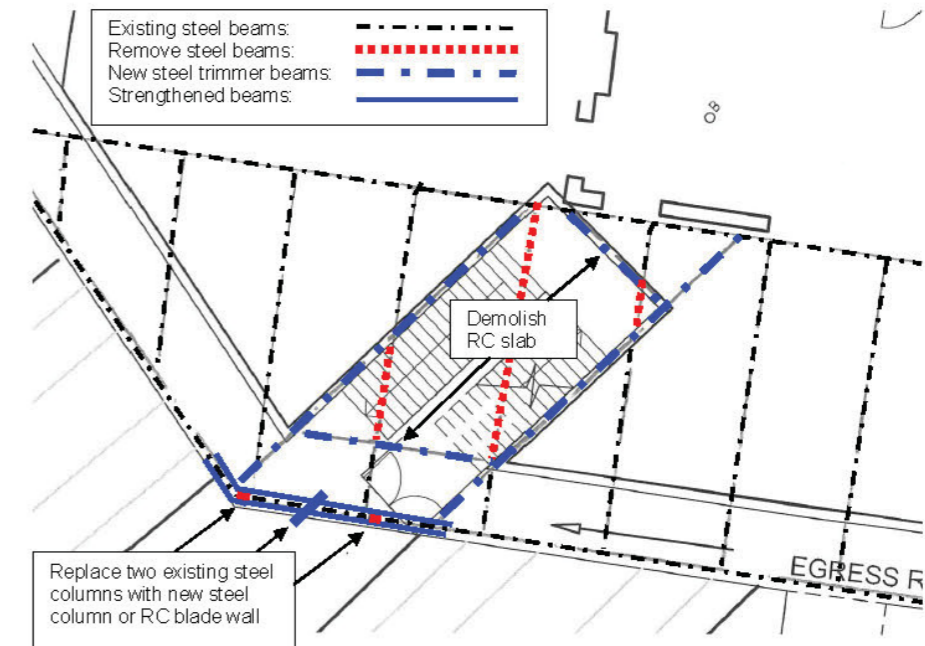 Existing steel beams:
Remove steel beams:
New steel trimmer beams:
Strengthened beams:
OB
Demolish
RC slab
Replace two existing steel
columns with new steel
column or RC blade wall
EGRESS R